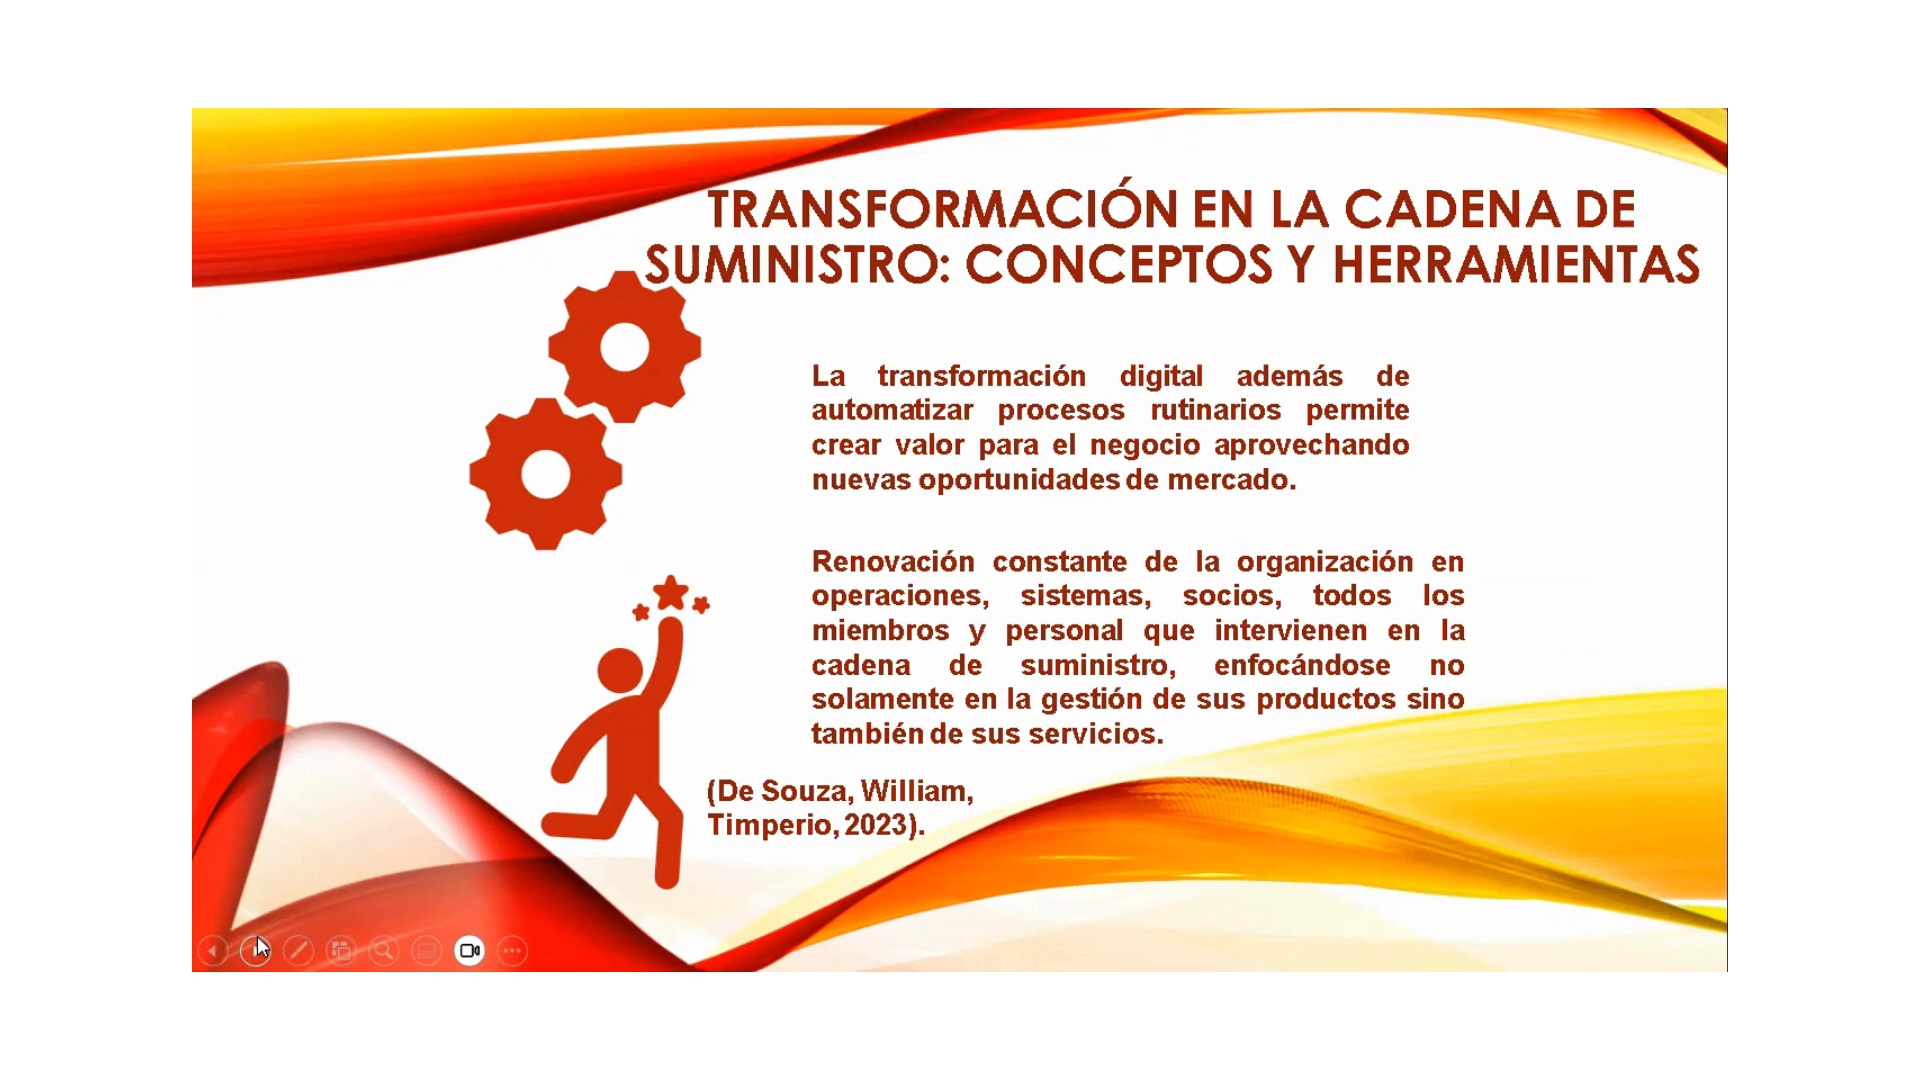 TRANSFORMACIÓN EN LA CADENA DE
SUMINISTRO: CONCEPTOS Y HERRAMIENTAS
La transformación digital además de
automatizar procesos rutinarios permite
crear valor para el negocio aprovechando
nuevas oportunidades de mercado.
Renovación constante de la organización en
operaciones, sistemas, socios, todos los
miembros y personal que intervienen en la
cadena de suministro, enfocándose no
solamente en la gestión de sus productos sino
también de sus servicios.
(De Souza, William,
Timperio, 2023).